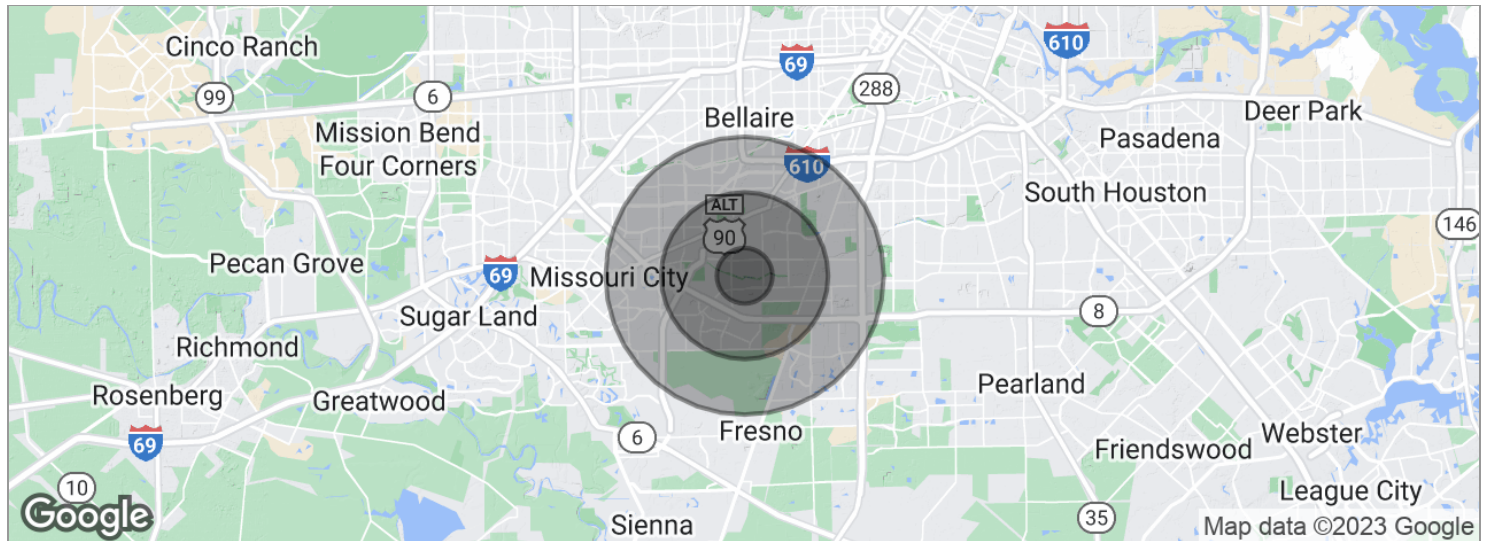 Cinco Ranch
610
69
99
6
288
Bellaire
Deer Park
Mission Bend
Four Corners
Pasadena
610
South Houston
ALT
90
146
Pecan Grove
69
Missouri City
Sugar Land
8
Richmond
Pearland
Rosenberg
Greatwood
Fresno
6
Webster
69
Friendswood
10
League City
Google
Sienna
35
Map data ©2023 Google